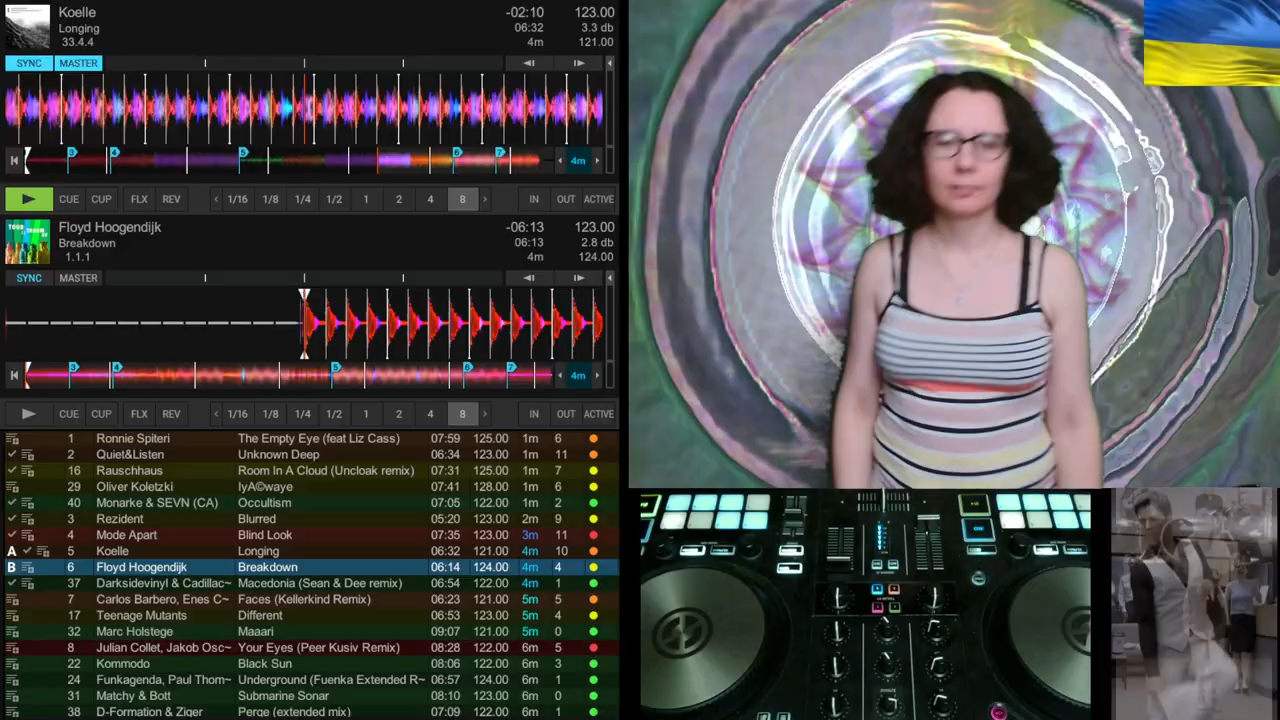 Koelle -02:10 123.00
Longing 06:32 3.3 db
33.4.4 4m 121.00
SYNC MASTER
3 4 5 6 7 4m
CUE CUP FLX REV 1/16 1/8 1/4 1/2 1 2 4 8 IN OUT ACTIVE
Floyd Hoogendijk -06:13 123.00
Breakdown 06:13 2.8 db
1.1.1 4m 124.00
SYNC MASTER
3 4 5 6 7 4m
CUE CUP FLX REV 1/16 1/8 1/4 1/2 1 2 4 8 IN OUT ACTIVE
1 Ronnie Spiteri The Empty Eye (feat Liz Cass) 07:59 125.00 1m 6
2 Quiet&Listen Unknown Deep 06:34 123.00 1m 11
16 Rauschhaus Room In A Cloud (Uncloak remix) 07:31 125.00 1m 7
29 Oliver Koletzki IyA©waye 07:41 128.00 1m 6
40 Monarke & SEVN (CA) Occultism 07:05 122.00 1m 2
3 Rezident Blurred 05:20 123.00 2m 9
4 Mode Apart Blind Look 07:35 123.00 3m 11
A 5 Koelle Longing 06:32 121.00 4m 10
B 6 Floyd Hoogendijk Breakdown 06:14 124.00 4m 4
37 Darksidevinyl & Cadillac~ Macedonia (Sean & Dee remix) 06:54 122.00 4m 1
7 Carlos Barbero, Enes C~ Faces (Kellerkind Remix) 06:23 121.00 5m 5
17 Teenage Mutants Different 06:53 123.00 5m 4
32 Marc Holstege Maaari 09:07 121.00 5m 0
8 Julian Collet, Jakob Osc~ Your Eyes (Peer Kusiv Remix) 08:28 122.00 6m 5
22 Kommodo Black Sun 08:06 122.00 6m 3
24 Funkagenda, Paul Thom~ Underground (Fuenka Extended R~ 06:57 124.00 6m 1
31 Matchy & Bott Submarine Sonar 08:10 123.00 6m 0
38 D-Formation & Ziger Perge (extended mix) 07:09 122.00 6m 1